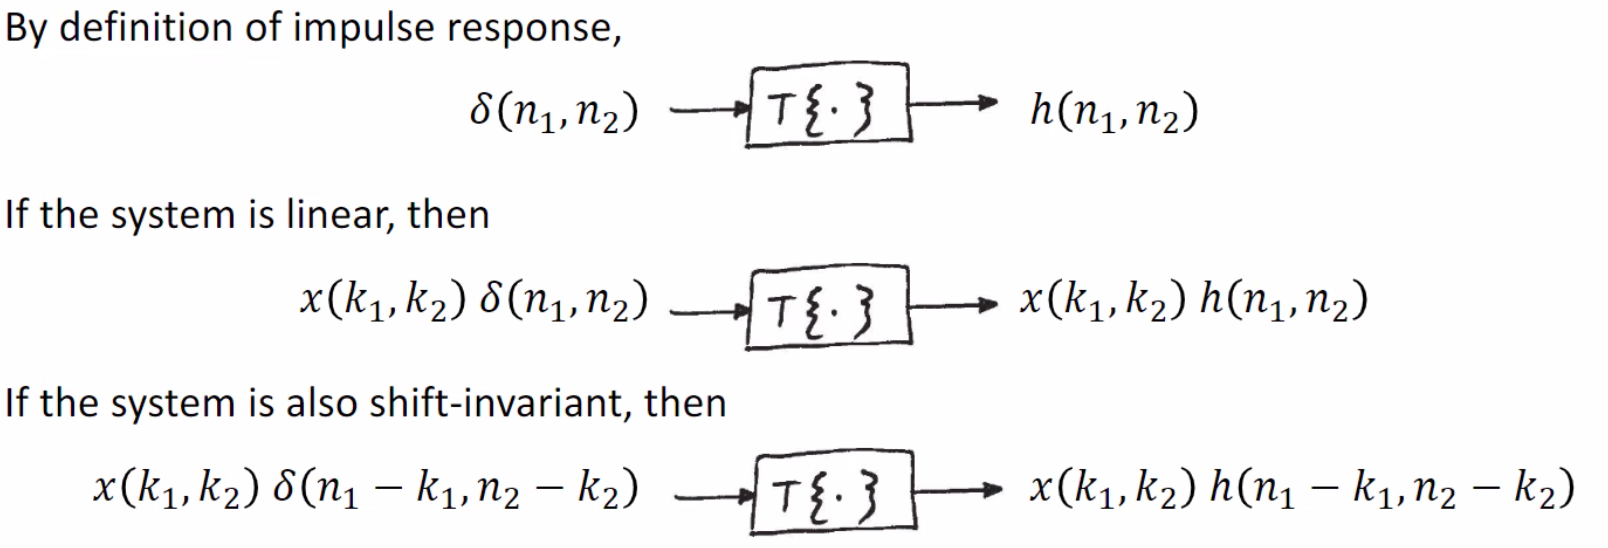 By definition of impulse response,
δ(n₁, n₂) T{·} h(n₁, n₂)
If the system is linear, then
x(k₁, k₂) δ(n₁, n₂) T{·} x(k₁, k₂) h(n₁, n₂)
If the system is also shift-invariant, then
x(k₁, k₂) δ(n₁ − k₁, n₂ − k₂) T{·} x(k₁, k₂) h(n₁ − k₁, n₂ − k₂)